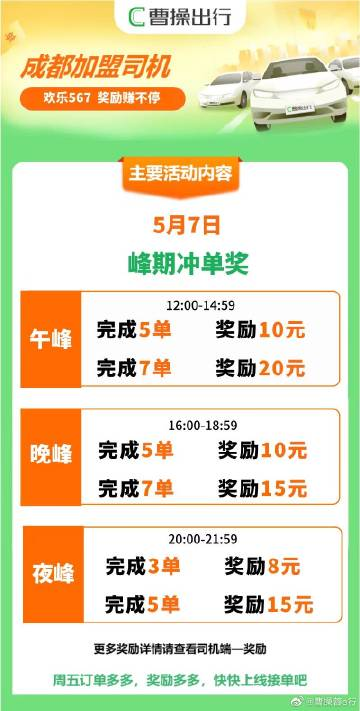 曹操出行
成都加盟司机
欢乐567 奖励赚不停
曹操出行
主要活动内容
5月7日
峰期冲单奖
午峰
12:00-14:59
完成5单 奖励10元
完成7单 奖励20元
晚峰
16:00-18:59
完成5单 奖励10元
完成7单 奖励15元
夜峰
20:00-21:59
完成3单 奖励8元
完成5单 奖励15元
更多奖励详情请查看司机端—奖励
周五订单多多，奖励多多，快快上线接单吧